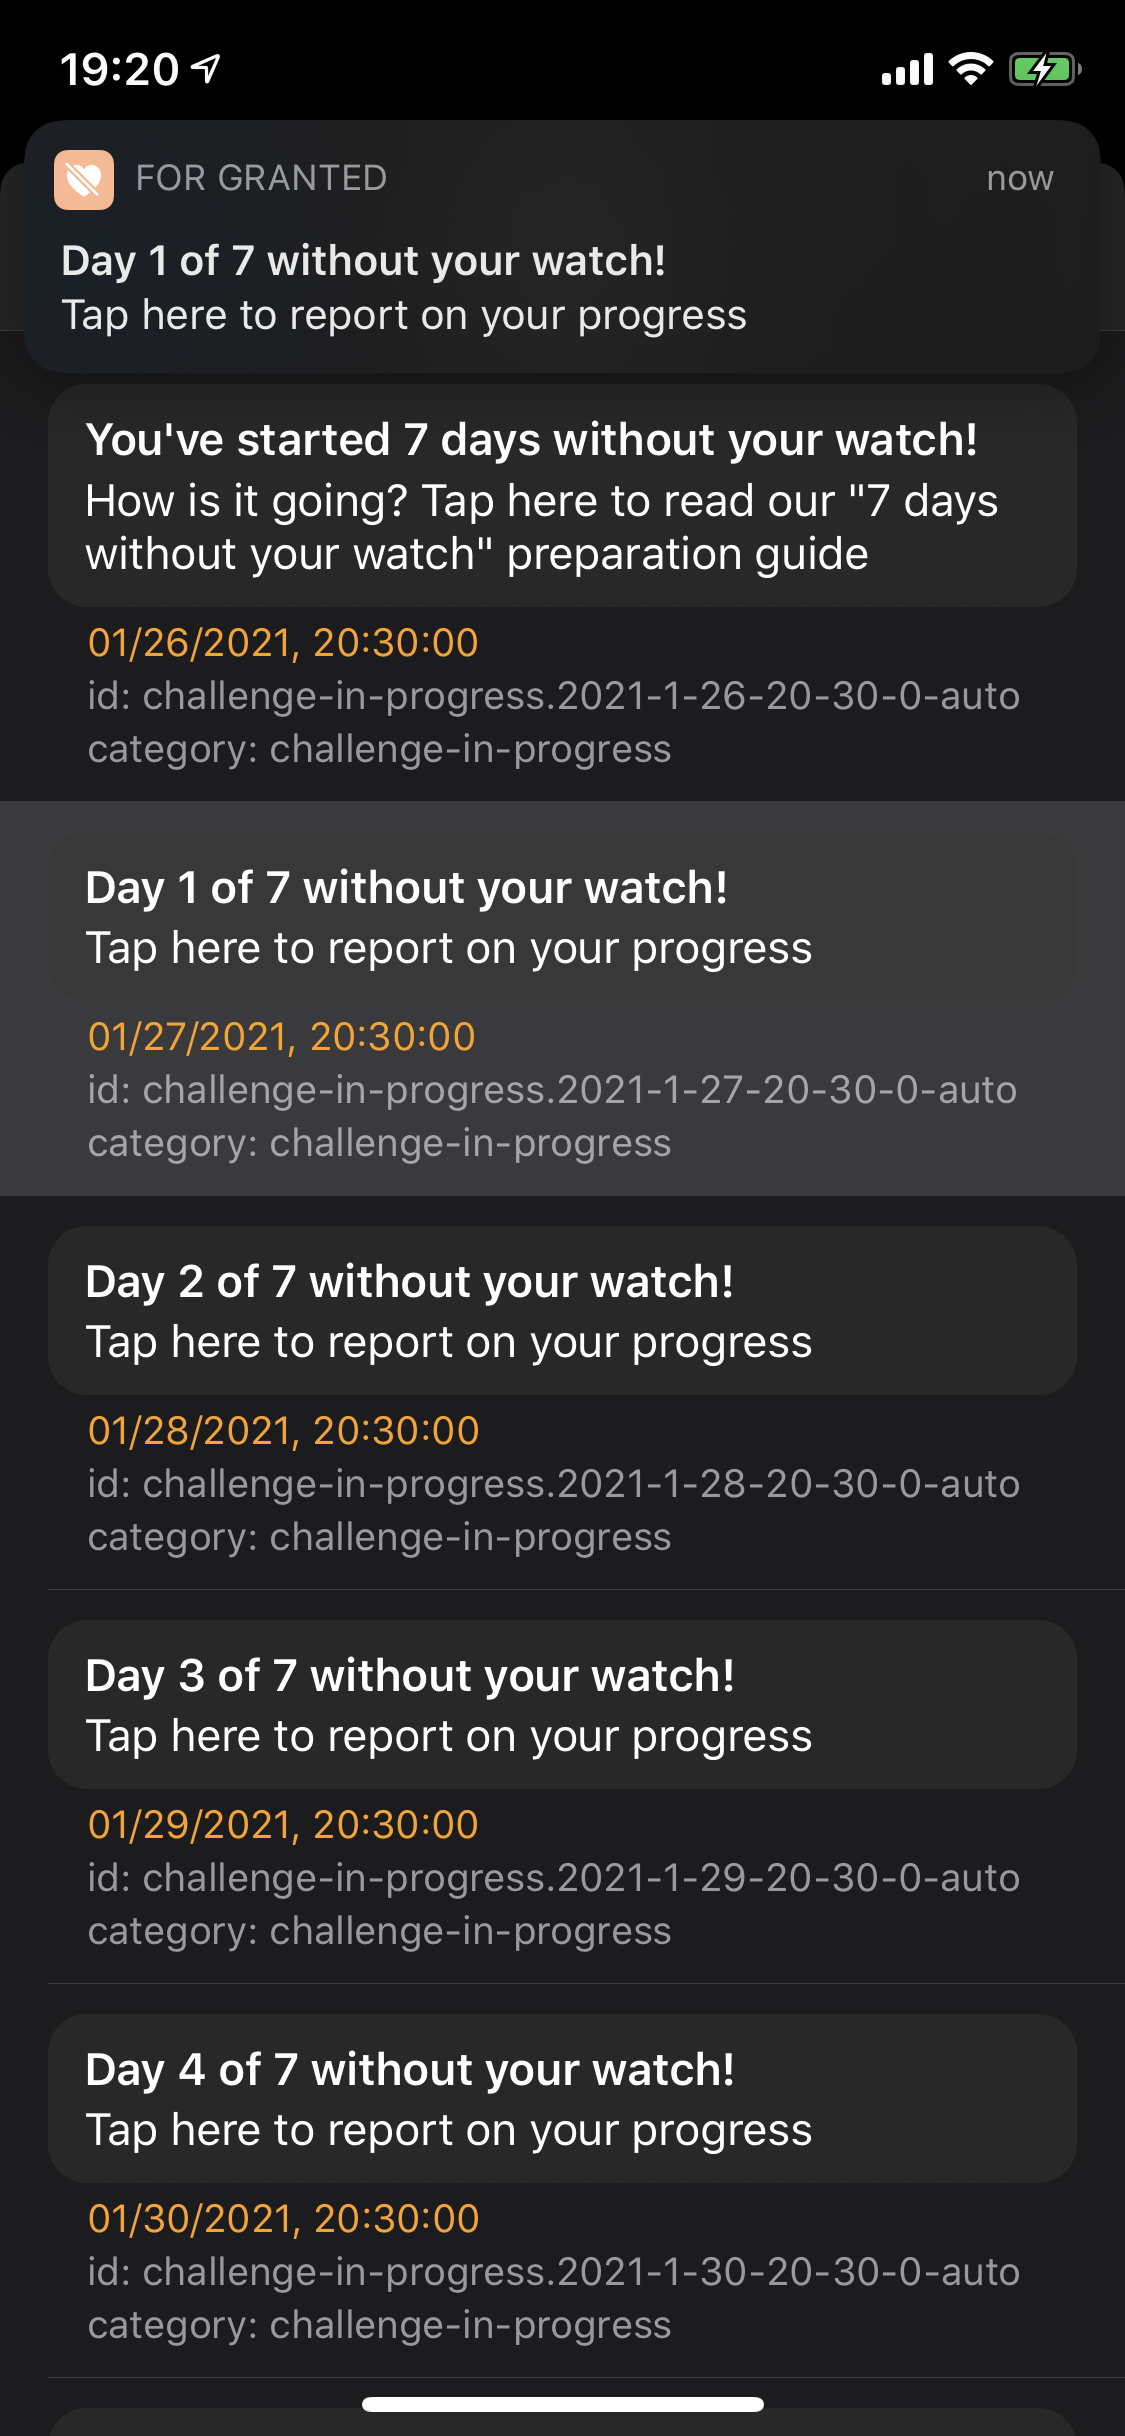 19:20
FOR GRANTED
now
Day 1 of 7 without your watch!
Tap here to report on your progress
You've started 7 days without your watch!
How is it going? Tap here to read our "7 days
without your watch" preparation guide
01/26/2021, 20:30:00
id: challenge-in-progress.2021-1-26-20-30-0-auto
category: challenge-in-progress
Day 1 of 7 without your watch!
Tap here to report on your progress
01/27/2021, 20:30:00
id: challenge-in-progress.2021-1-27-20-30-0-auto
category: challenge-in-progress
Day 2 of 7 without your watch!
Tap here to report on your progress
01/28/2021, 20:30:00
id: challenge-in-progress.2021-1-28-20-30-0-auto
category: challenge-in-progress
Day 3 of 7 without your watch!
Tap here to report on your progress
01/29/2021, 20:30:00
id: challenge-in-progress.2021-1-29-20-30-0-auto
category: challenge-in-progress
Day 4 of 7 without your watch!
Tap here to report on your progress
01/30/2021, 20:30:00
id: challenge-in-progress.2021-1-30-20-30-0-auto
category: challenge-in-progress